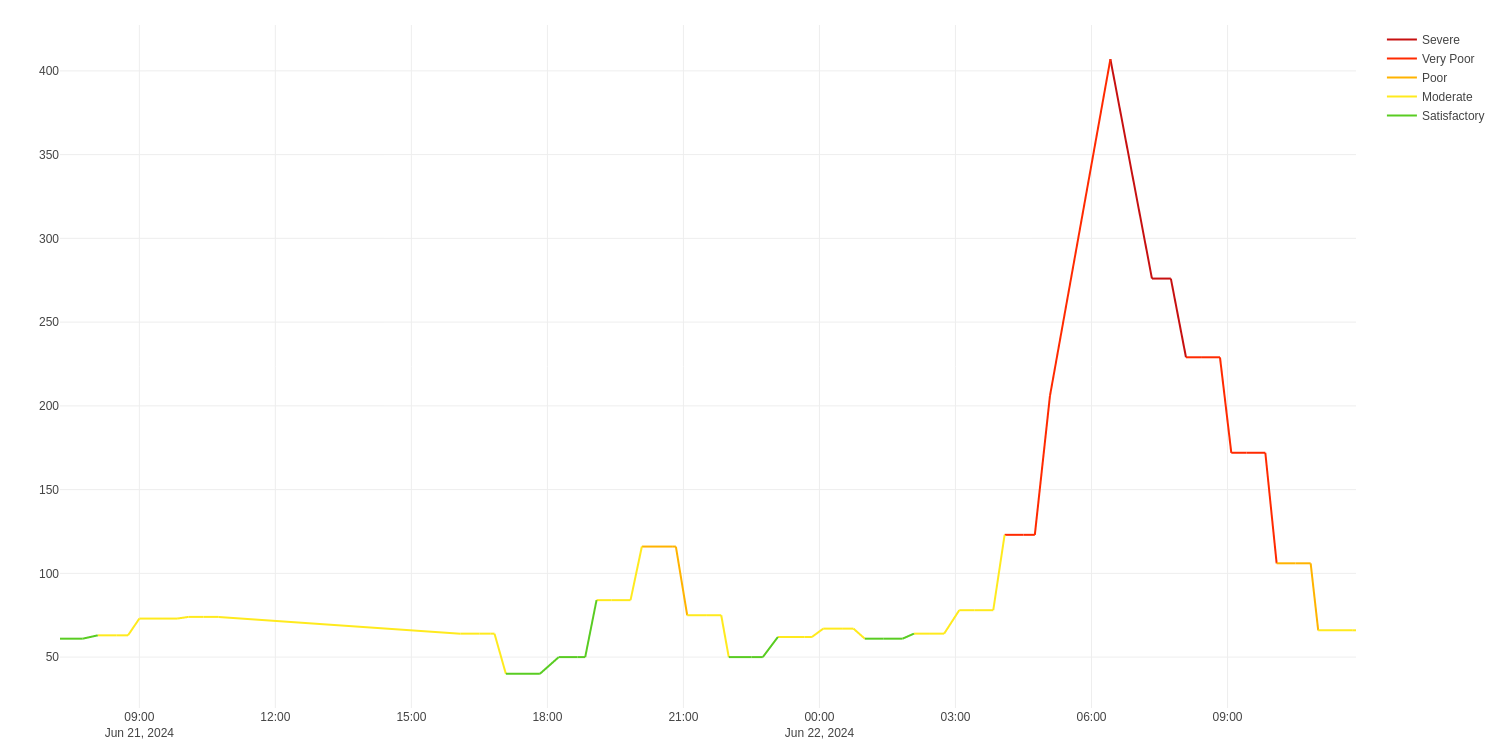 400
350
300
250
200
150
100
50
09:00
Jun 21, 2024
12:00
15:00
18:00
21:00
00:00
Jun 22, 2024
03:00
06:00
09:00
Severe
Very Poor
Poor
Moderate
Satisfactory